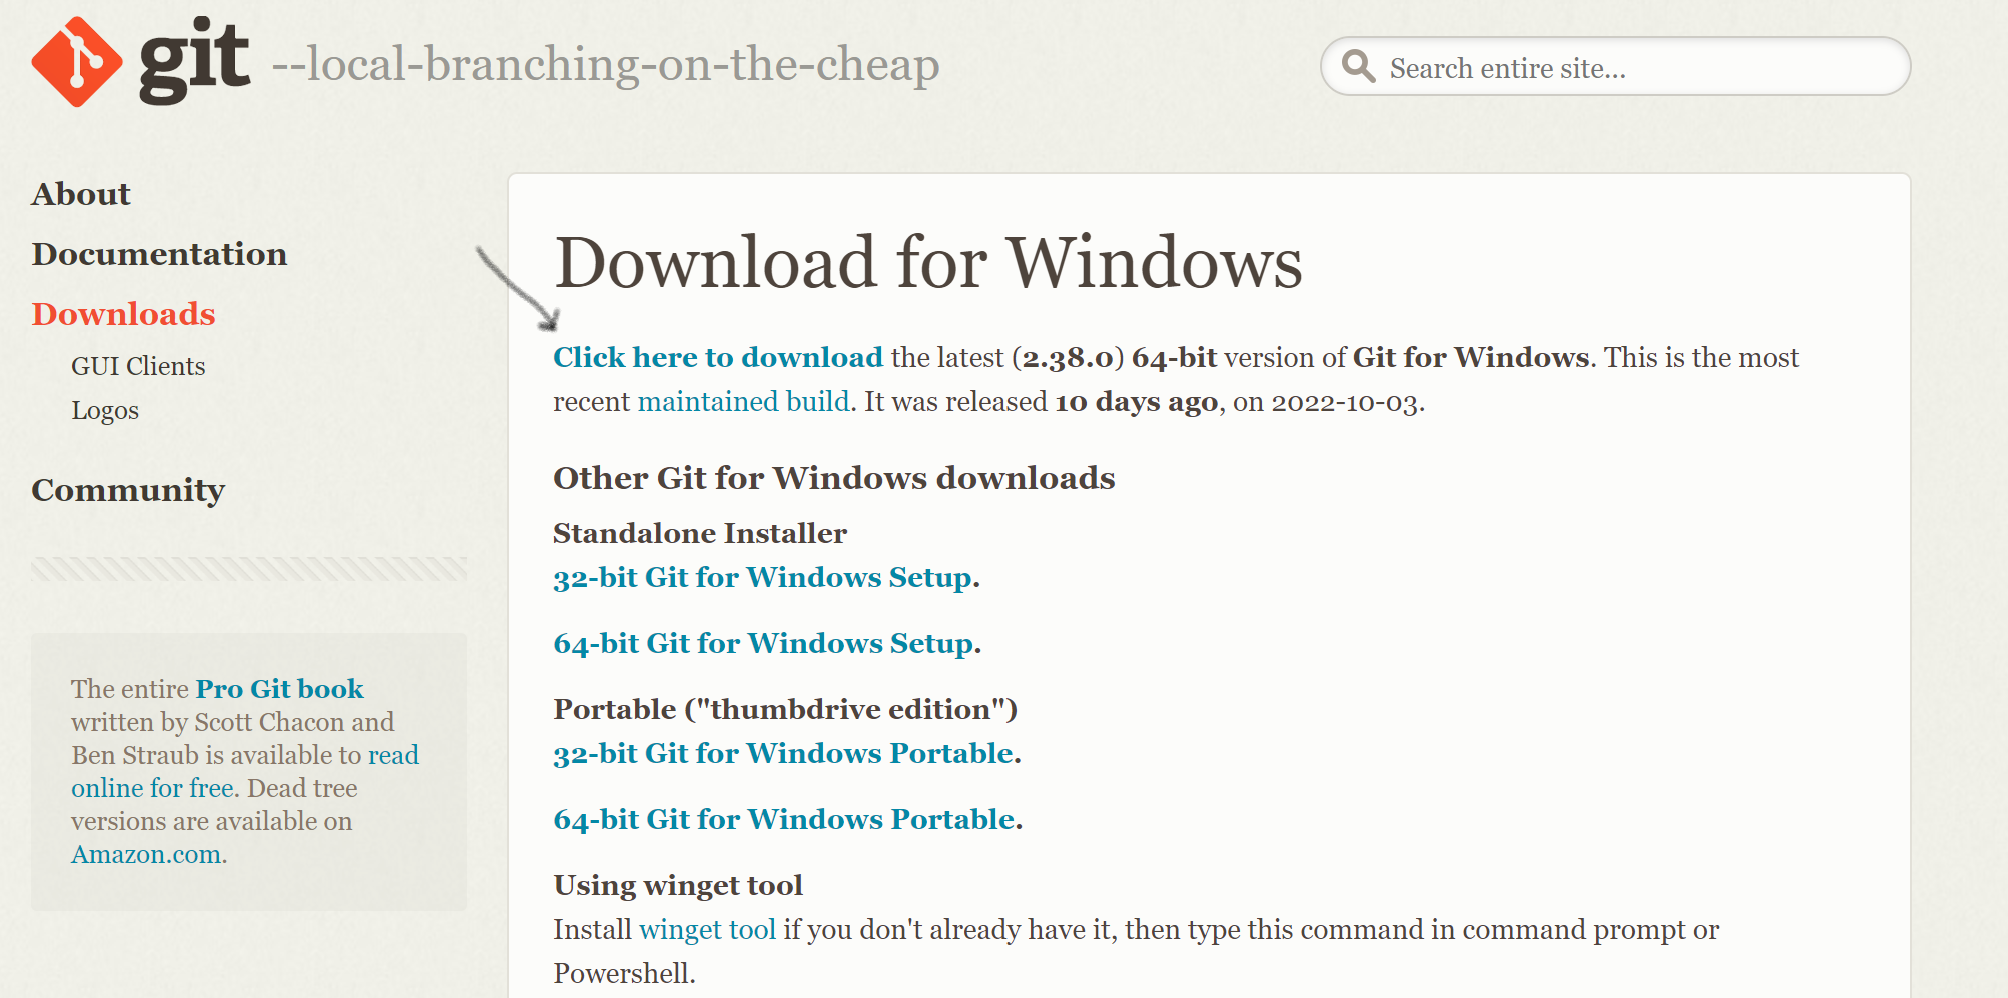 git --local-branching-on-the-cheap
Search entire site...
About
Documentation
Downloads
GUI Clients
Logos
Community
The entire Pro Git book
written by Scott Chacon and
Ben Straub is available to read
online for free. Dead tree
versions are available on
Amazon.com.
Download for Windows
Click here to download the latest (2.38.0) 64-bit version of Git for Windows. This is the most
recent maintained build. It was released 10 days ago, on 2022-10-03.
Other Git for Windows downloads
Standalone Installer
32-bit Git for Windows Setup.
64-bit Git for Windows Setup.
Portable ("thumbdrive edition")
32-bit Git for Windows Portable.
64-bit Git for Windows Portable.
Using winget tool
Install winget tool if you don't already have it, then type this command in command prompt or
Powershell.